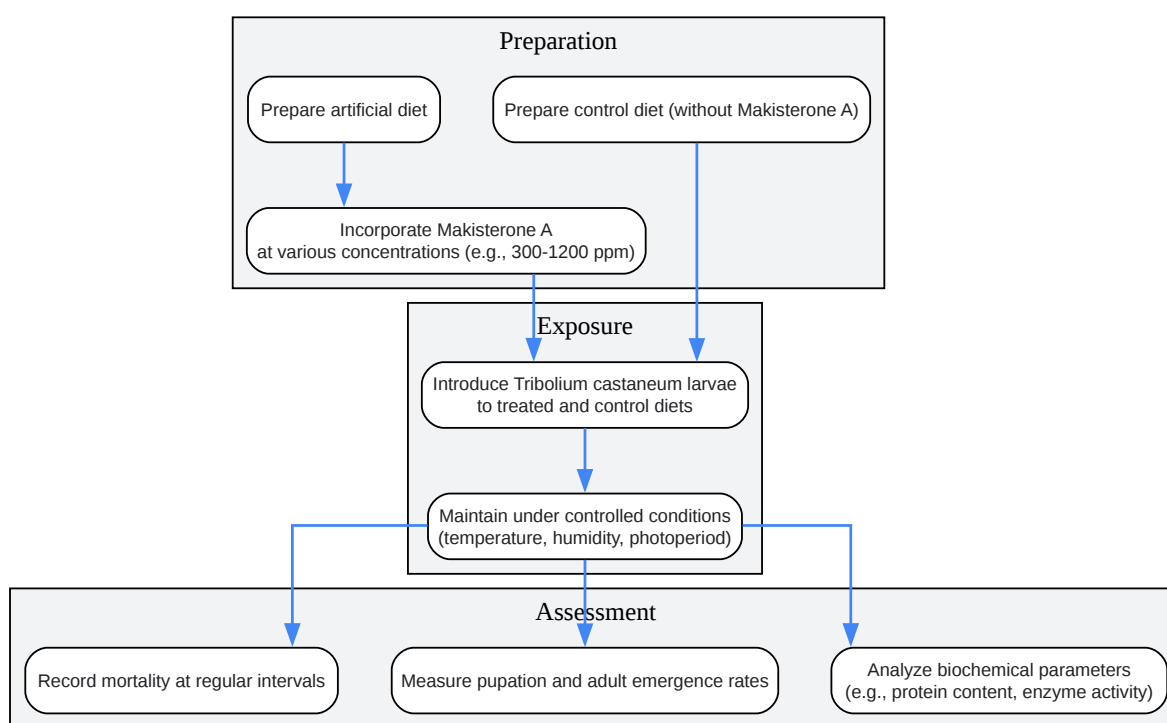 Preparation
Prepare artificial diet
Prepare control diet (without Makisterone A)
Incorporate Makisterone A
at various concentrations (e.g., 300-1200 ppm)
Exposure
Introduce Tribolium castaneum larvae
to treated and control diets
Maintain under controlled conditions
(temperature, humidity, photoperiod)
Assessment
Record mortality at regular intervals
Measure pupation and adult emergence rates
Analyze biochemical parameters
(e.g., protein content, enzyme activity)